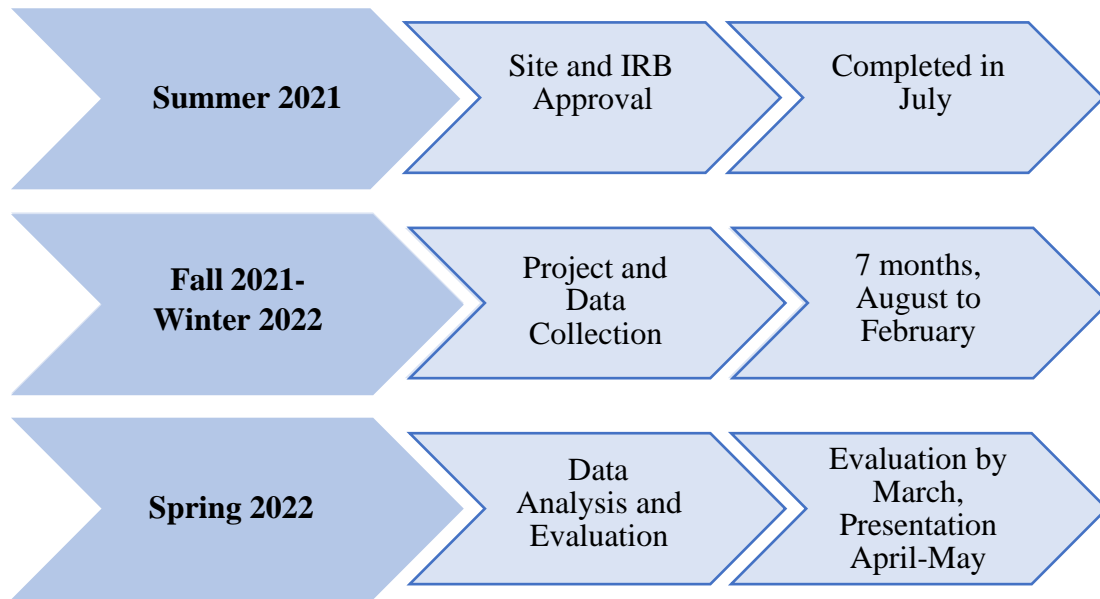 Summer 2021
Site and IRB
Approval
Completed in
July
Fall 2021-
Winter 2022
Project and
Data
Collection
7 months,
August to
February
Spring 2022
Data
Analysis and
Evaluation
Evaluation by
March,
Presentation
April-May